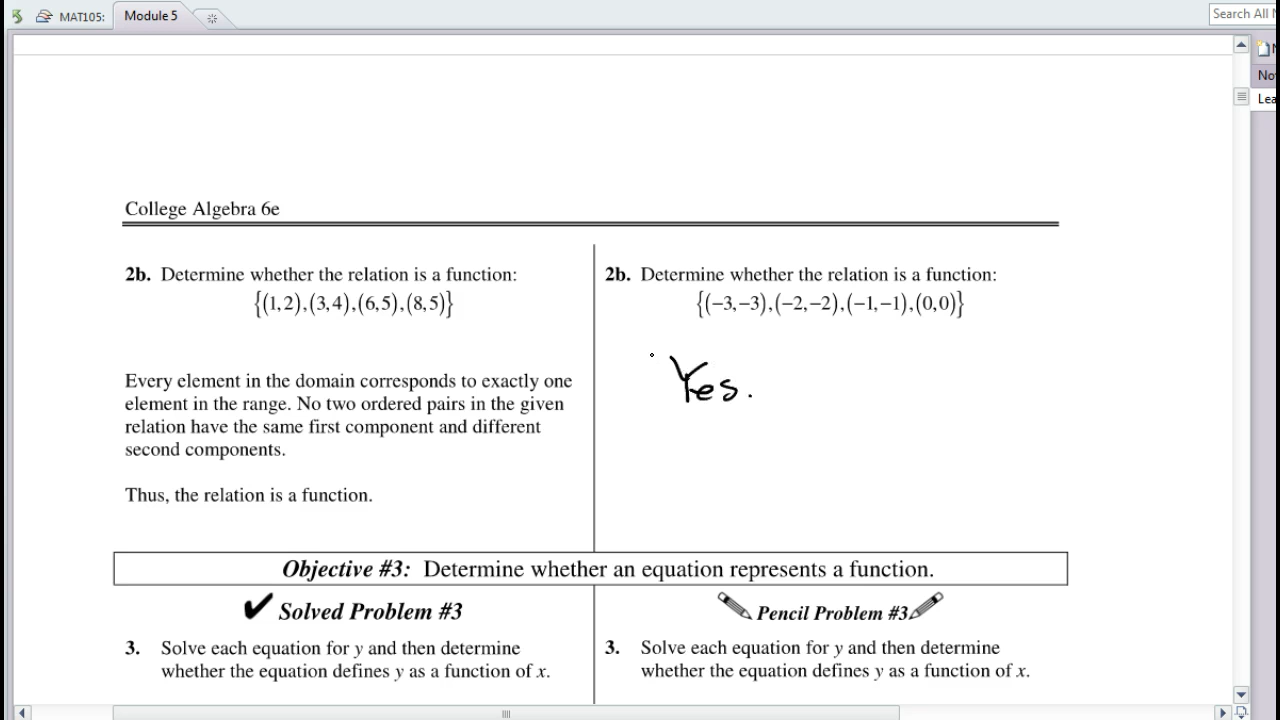 MAT105: Module 5
Search All N
No
Lea
College Algebra 6e
2b. Determine whether the relation is a function:
{(1,2),(3,4),(6,5),(8,5)}
Every element in the domain corresponds to exactly one
element in the range. No two ordered pairs in the given
relation have the same first component and different
second components.
Thus, the relation is a function.
2b. Determine whether the relation is a function:
{(−3,−3),(−2,−2),(−1,−1),(0,0)}
Yes.
Objective #3: Determine whether an equation represents a function.
✔ Solved Problem #3
3. Solve each equation for y and then determine
whether the equation defines y as a function of x.
Pencil Problem #3
3. Solve each equation for y and then determine
whether the equation defines y as a function of x.